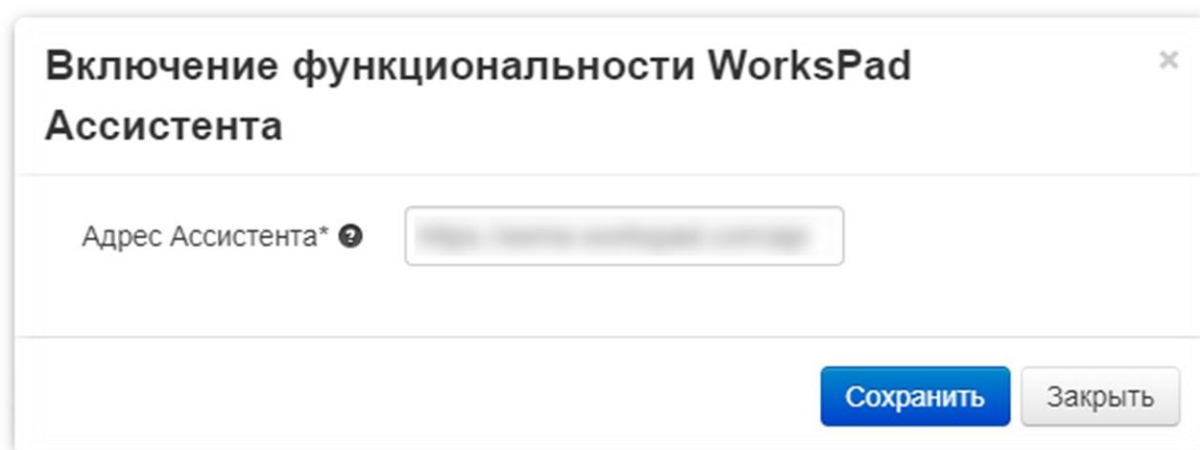 Включение функциональности WorksPad
Ассистента
Адрес Ассистента*
Сохранить
Закрыть